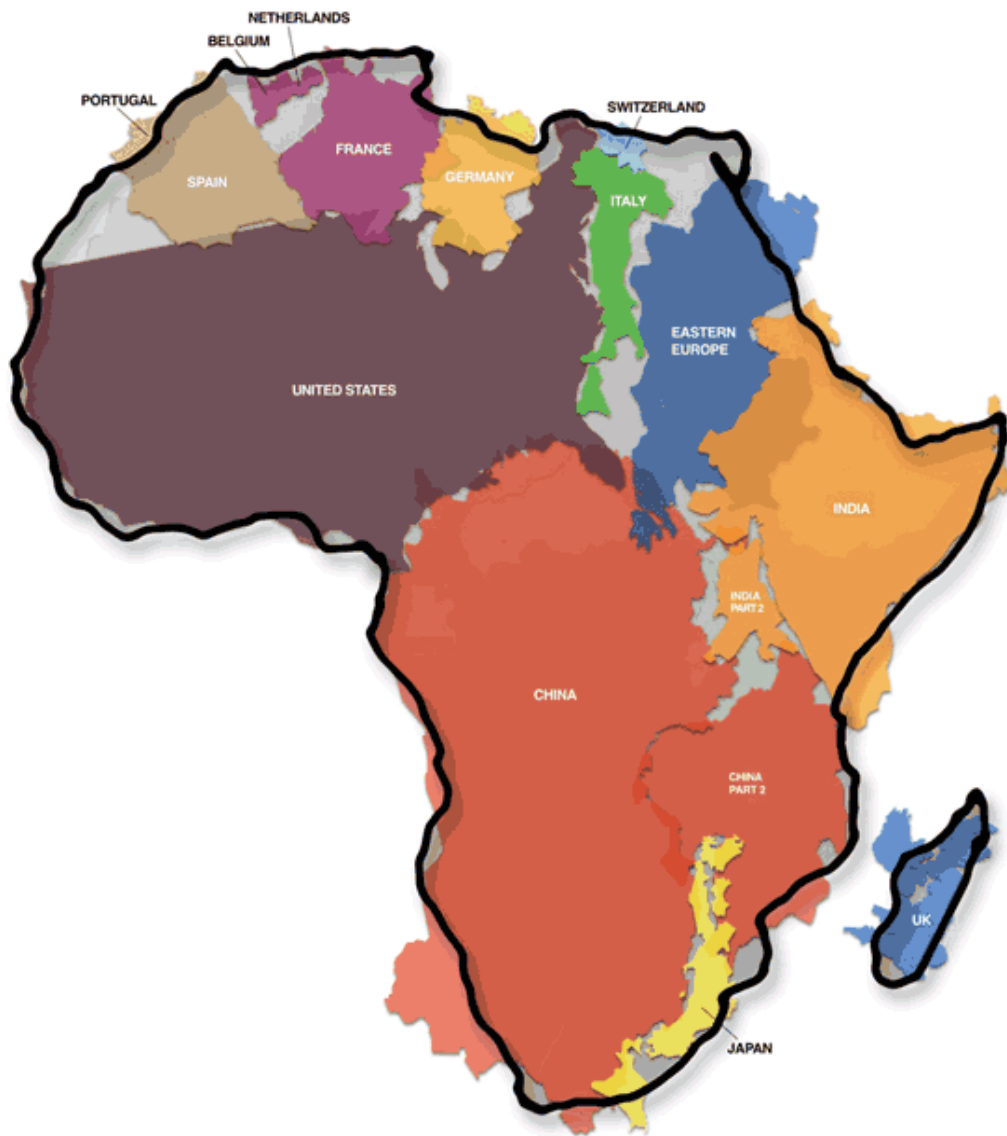 NETHERLANDS
BELGIUM
PORTUGAL
SWITZERLAND
FRANCE
GERMANY
SPAIN
ITALY
EASTERN
EUROPE
UNITED STATES
INDIA
INDIA
PART 2
CHINA
CHINA
PART 2
UK
JAPAN